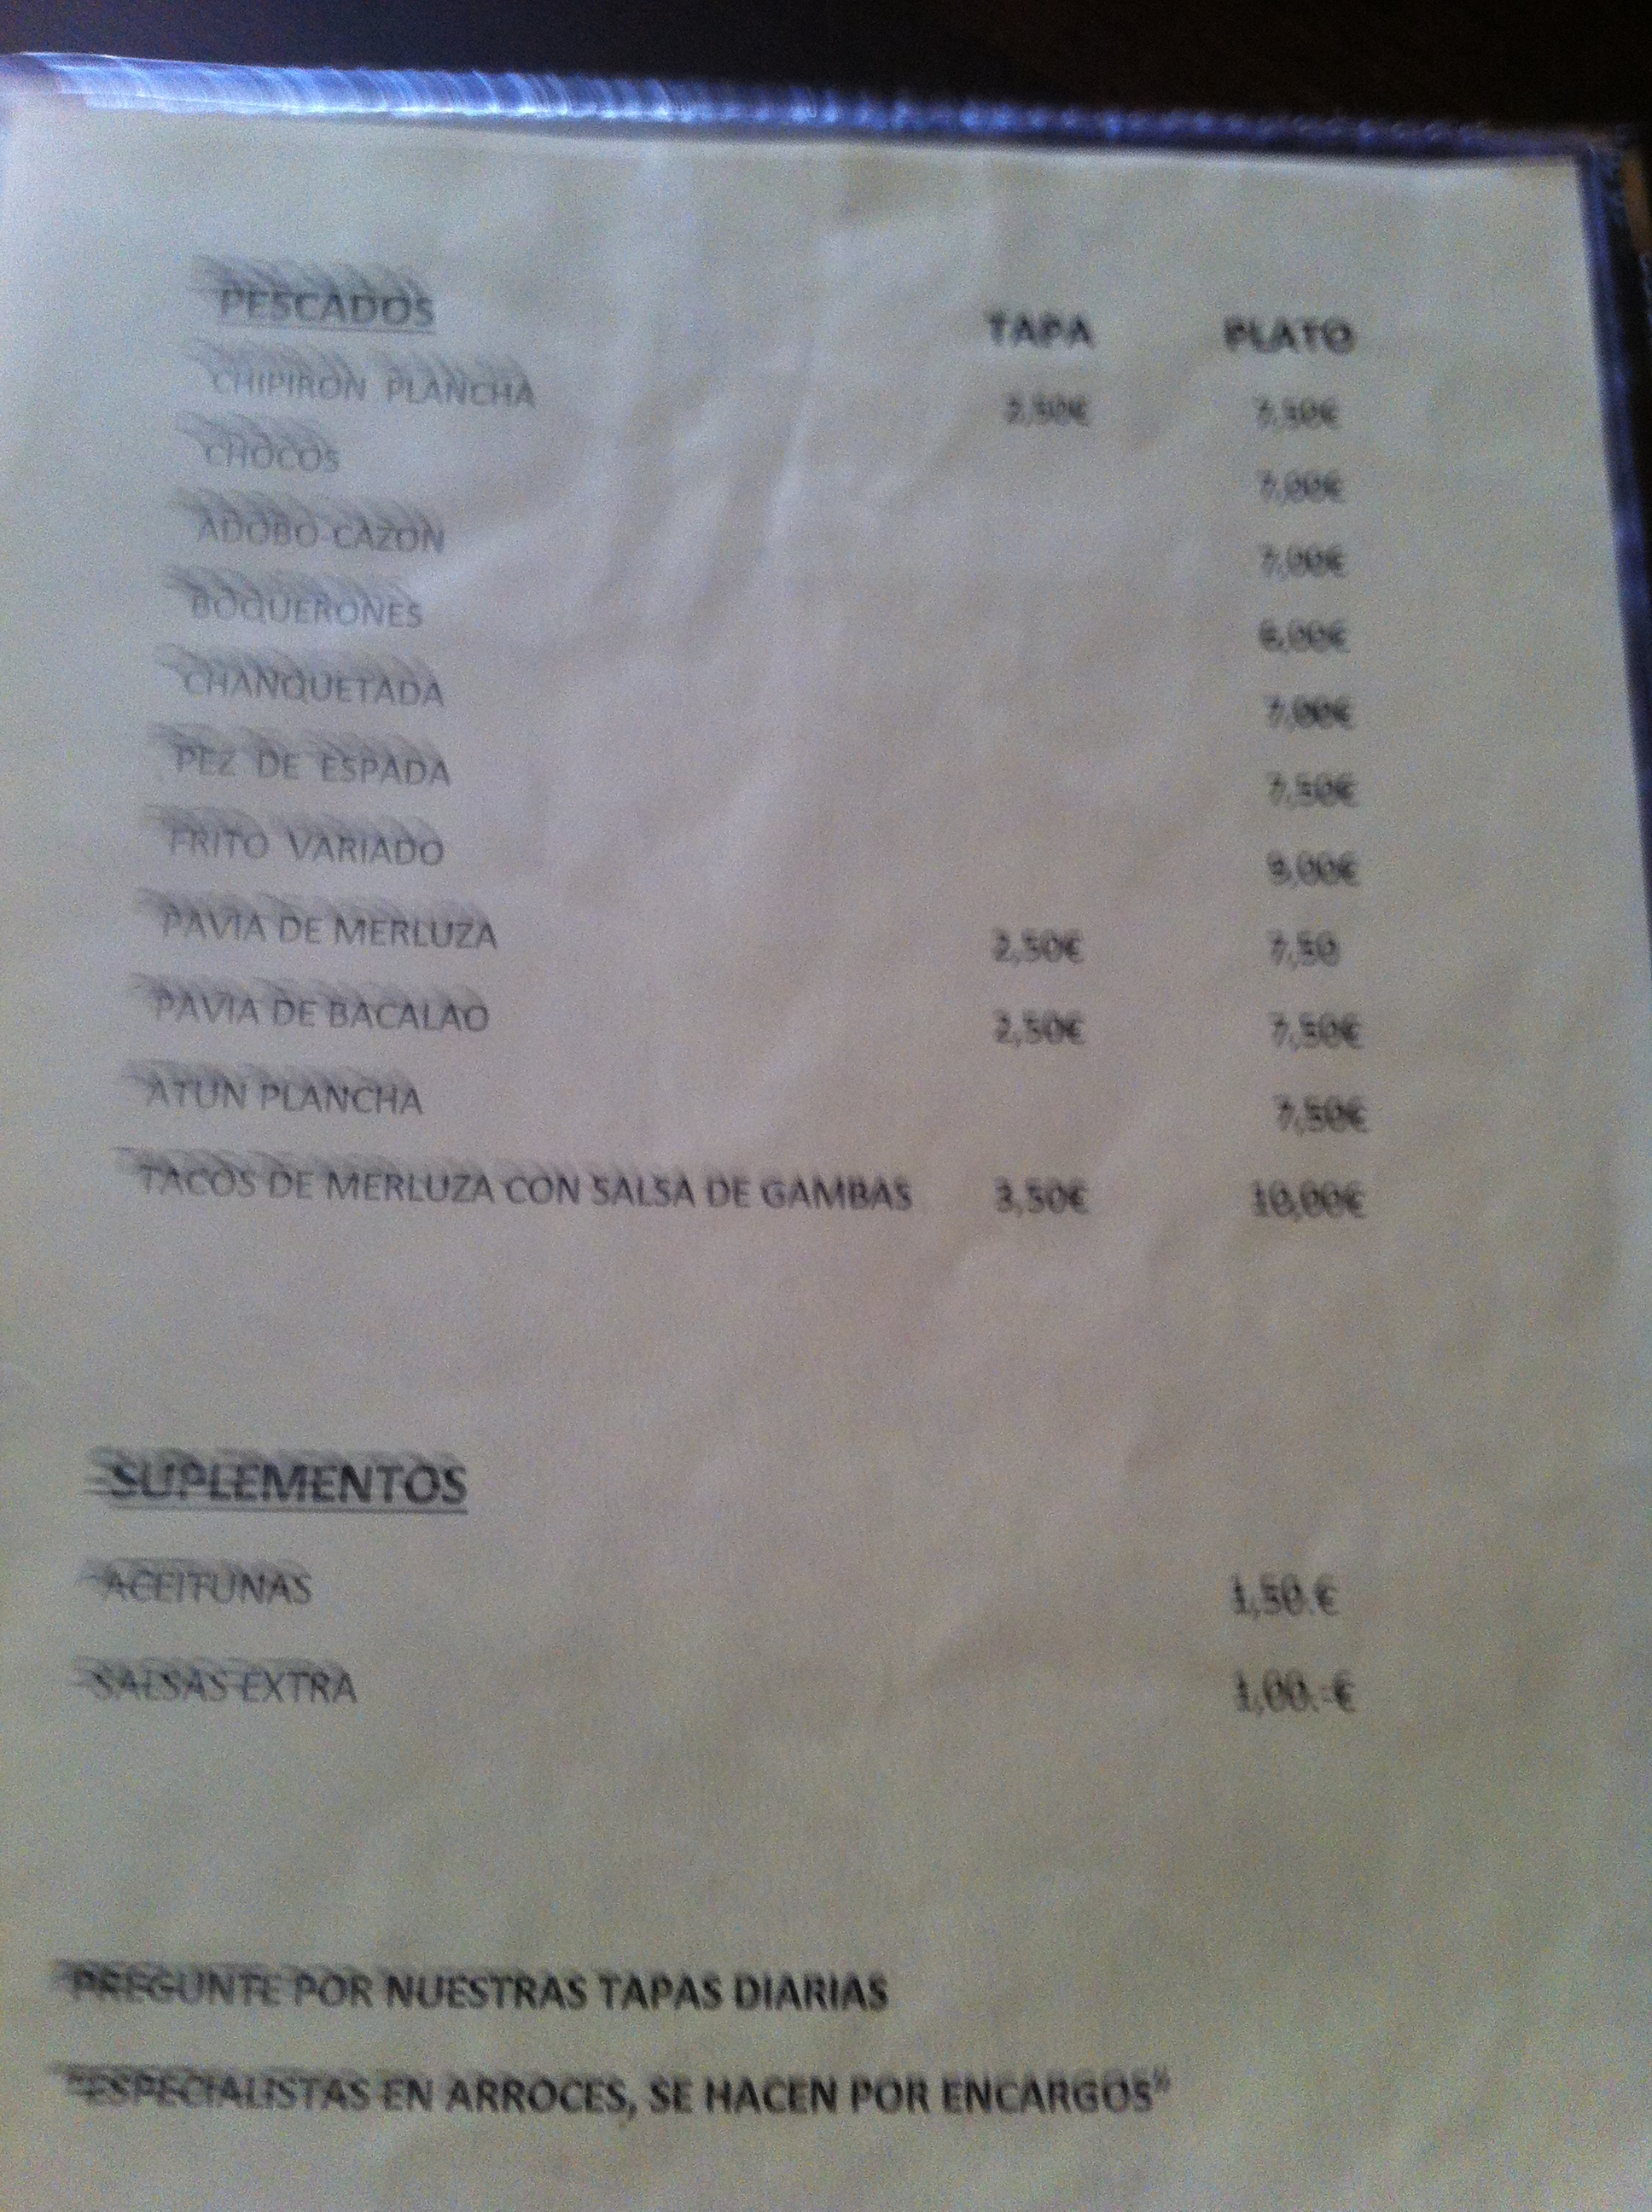 PESCADOS TAPA PLATO
CHIPIRON PLANCHA 2,50€ 7,50€
CHOCOS 7,00€
ADOBO CAZON 7,00€
BOQUERONES
CHANQUETADA 7,00€
PEZ DE ESPADA 7,50€
FRITO VARIADO 9,00€
PAVIA DE MERLUZA 2,50€ 7,50
PAVIA DE BACALAO 2,50€ 7,50€
ATUN PLANCHA 7,50€
TACOS DE MERLUZA CON SALSA DE GAMBAS 3,50€ 10,00€
SUPLEMENTOS
ACEITUNAS 1,50.€
SALSAS EXTRA 1,00.-€
PREGUNTE POR NUESTRAS TAPAS DIARIAS
"ESPECIALISTAS EN ARROCES, SE HACEN POR ENCARGOS"